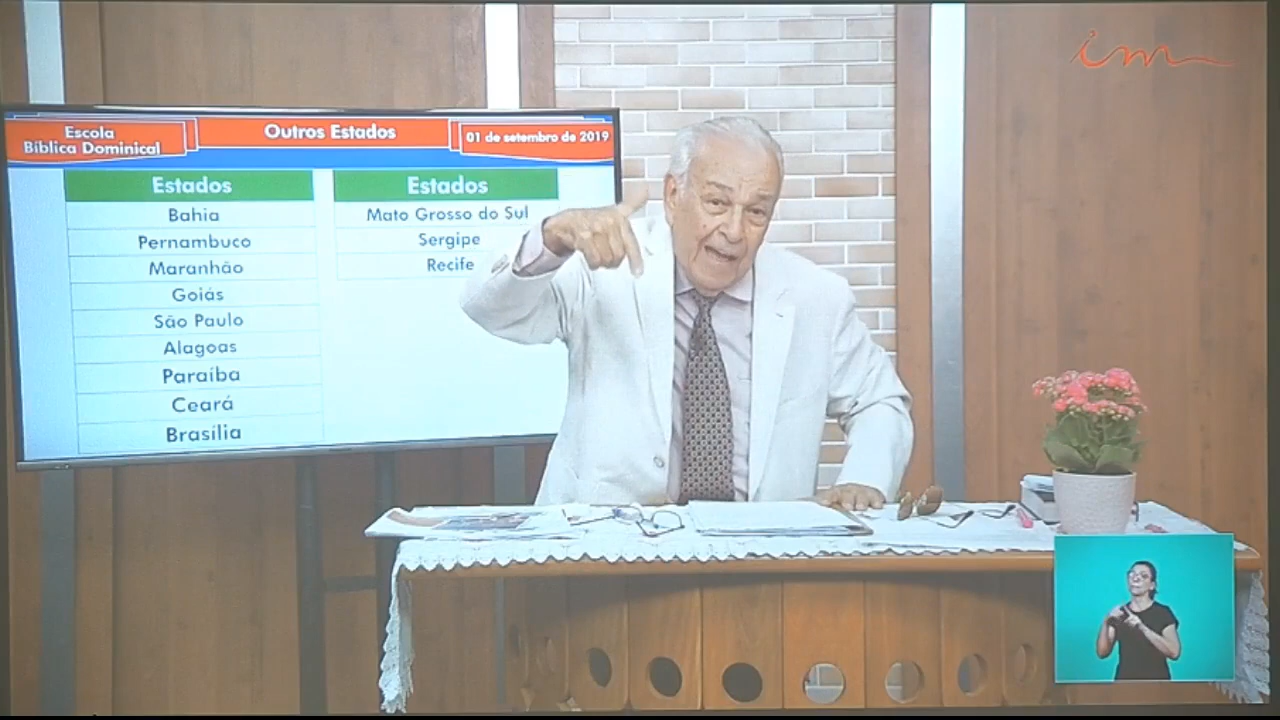 Escola
Bíblica Dominical
Outros Estados
01 de setembro de 2019
Estados
Bahia
Pernambuco
Maranhão
Goiás
São Paulo
Alagoas
Paraíba
Ceará
Brasília
Estados
Mato Grosso do Sul
Sergipe
Recife
im